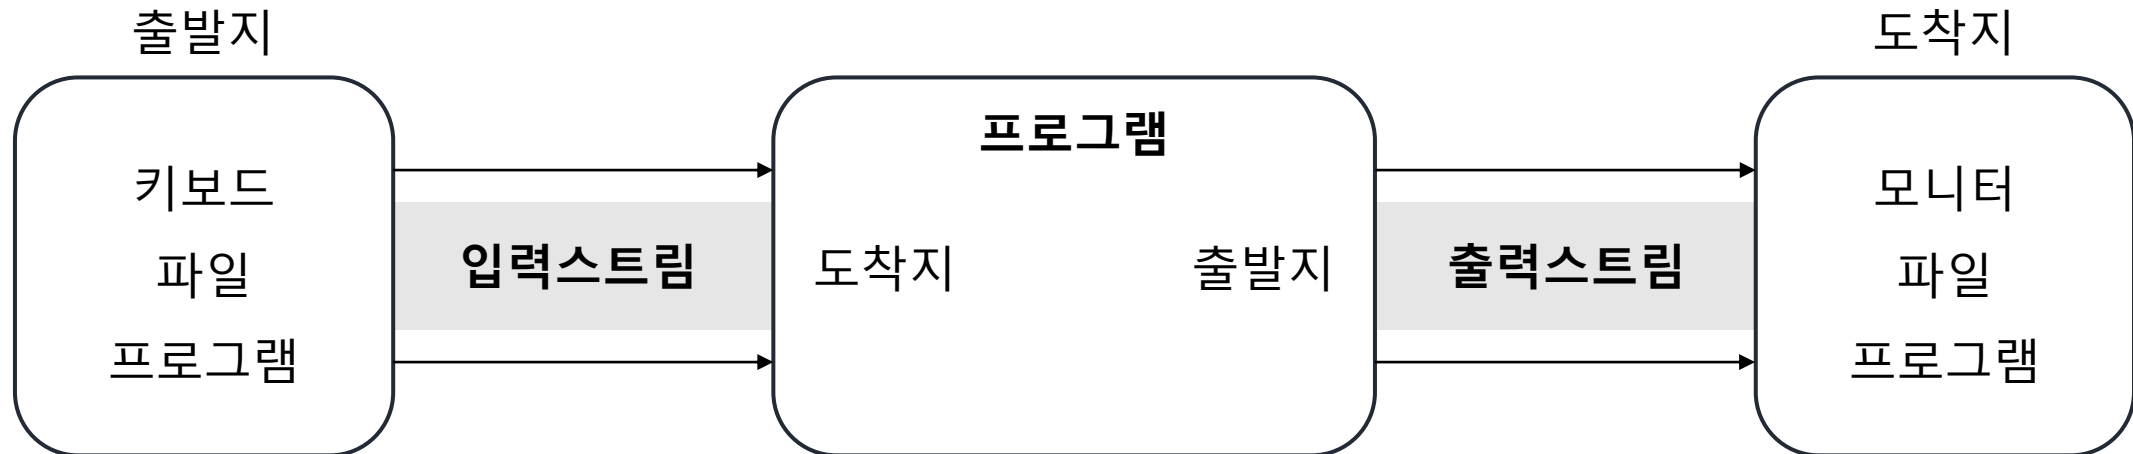 출발지
도착지
프로그램
키보드
파일
프로그램
입력스트림
도착지
출발지
출력스트림
모니터
파일
프로그램